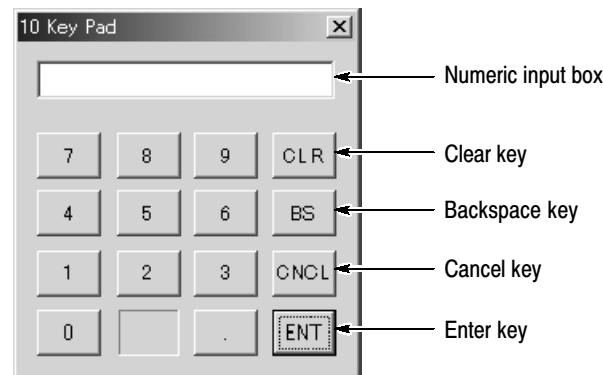 10 Key Pad
Numeric input box
7 8 9 CLR Clear key
4 5 6 BS Backspace key
1 2 3 CNCL Cancel key
0 . ENT Enter key